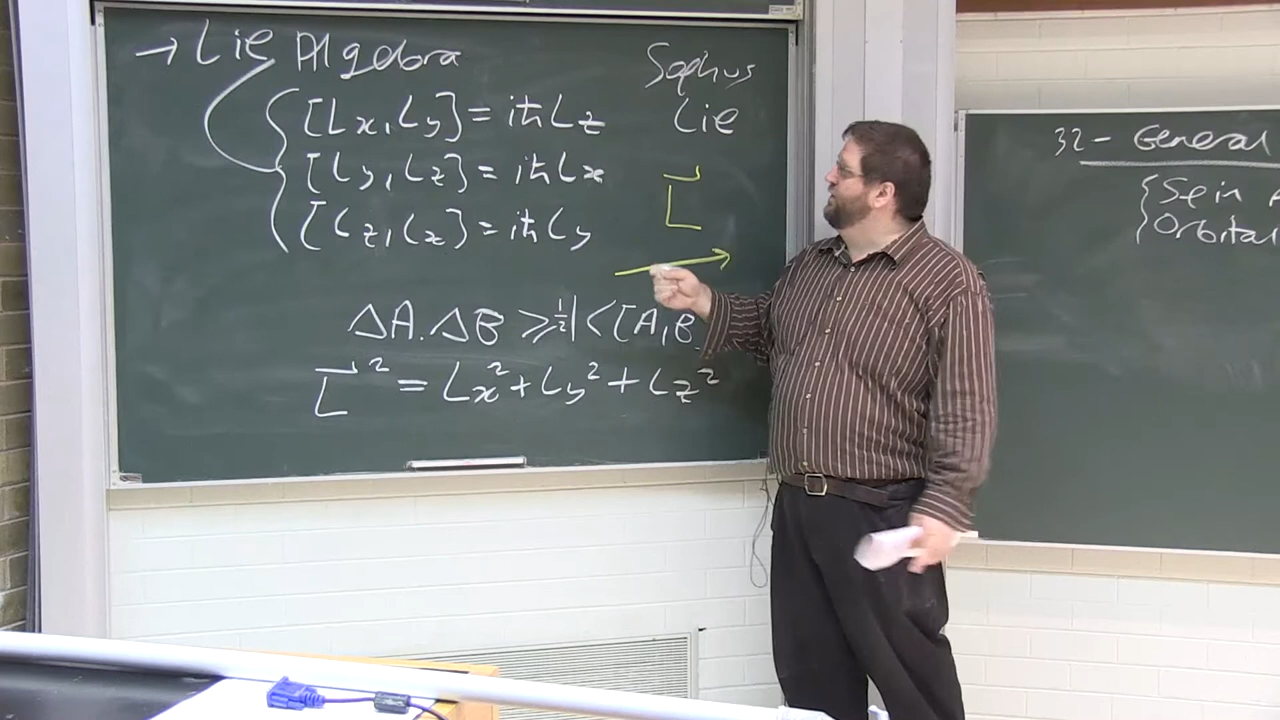 → Lie Algebra
[Lx, Ly] = iħLz
[Ly, Lz] = iħLx
[Lz, Lx] = iħLy
Sophus
Lie
L⃗
ΔA.ΔB ≥ ½|<[A, B
L⃗² = Lx² + Ly² + Lz²
32 - General
Spin
Orbital